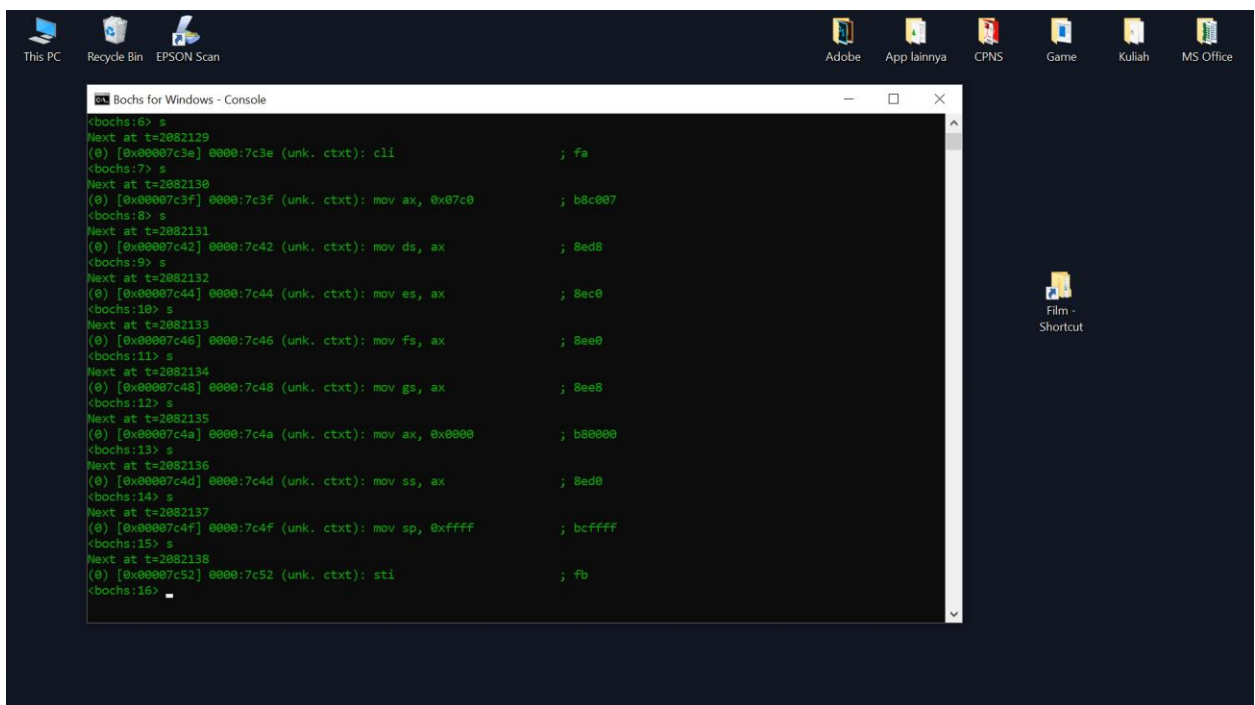 This PC
Recycle Bin
EPSON Scan
Adobe
App lainnya
CPNS
Game
Kuliah
MS Office
Bochs for Windows - Console
<bochs:6> s
Next at t=2082129
(0) [0x00007c3e] 0000:7c3e (unk. ctxt): cli ; fa
<bochs:7> s
Next at t=2082130
(0) [0x00007c3f] 0000:7c3f (unk. ctxt): mov ax, 0x07c0 ; b8c007
<bochs:8> s
Next at t=2082131
(0) [0x00007c42] 0000:7c42 (unk. ctxt): mov ds, ax ; 8ed8
<bochs:9> s
Next at t=2082132
(0) [0x00007c44] 0000:7c44 (unk. ctxt): mov es, ax ; 8ec0
<bochs:10> s
Next at t=2082133
(0) [0x00007c46] 0000:7c46 (unk. ctxt): mov fs, ax ; 8ee0
<bochs:11> s
Next at t=2082134
(0) [0x00007c48] 0000:7c48 (unk. ctxt): mov gs, ax ; 8ee8
<bochs:12> s
Next at t=2082135
(0) [0x00007c4a] 0000:7c4a (unk. ctxt): mov ax, 0x0000 ; b80000
<bochs:13> s
Next at t=2082136
(0) [0x00007c4d] 0000:7c4d (unk. ctxt): mov ss, ax ; 8ed0
<bochs:14> s
Next at t=2082137
(0) [0x00007c4f] 0000:7c4f (unk. ctxt): mov sp, 0xffff ; bcffff
<bochs:15> s
Next at t=2082138
(0) [0x00007c52] 0000:7c52 (unk. ctxt): sti ; fb
<bochs:16>
Film -
Shortcut